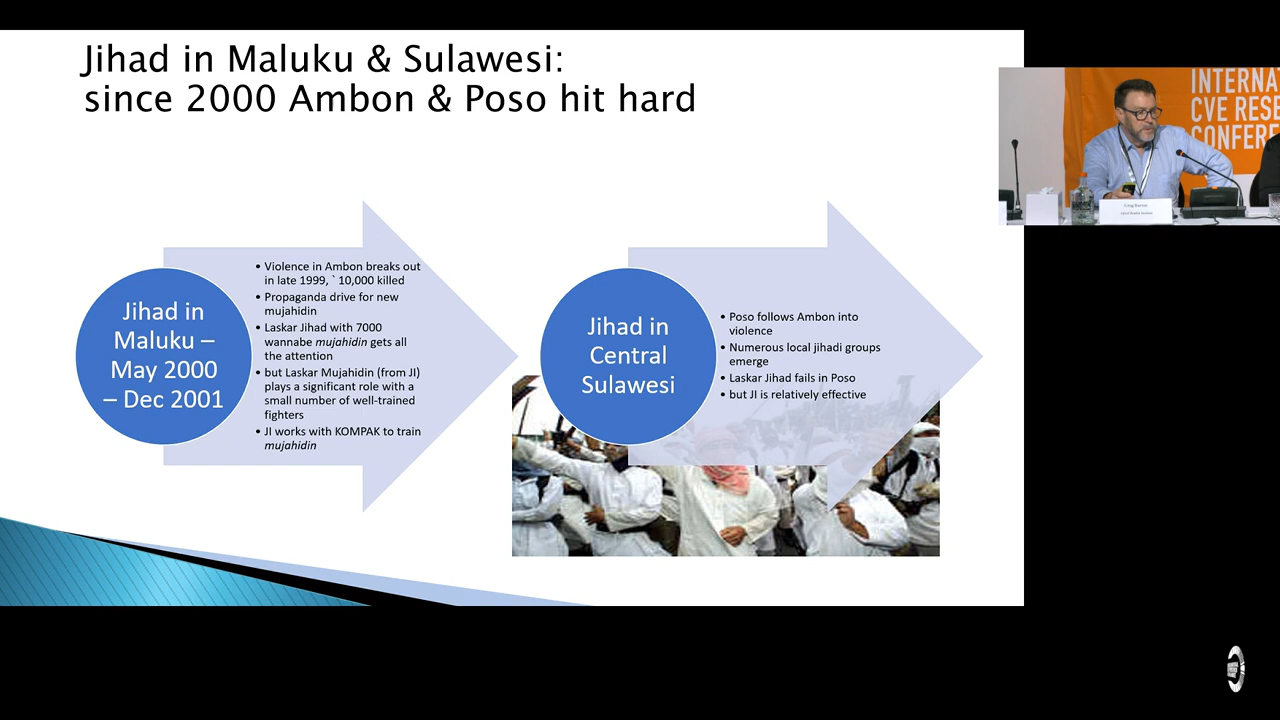 Jihad in Maluku & Sulawesi:
since 2000 Ambon & Poso hit hard
Jihad in
Maluku –
May 2000
– Dec 2001
• Violence in Ambon breaks out
in late 1999, ` 10,000 killed
• Propaganda drive for new
mujahidin
• Laskar Jihad with 7000
wannabe mujahidin gets all
the attention
• but Laskar Mujahidin (from JI)
plays a significant role with a
small number of well-trained
fighters
• JI works with KOMPAK to train
mujahidin
Jihad in
Central
Sulawesi
• Poso follows Ambon into
violence
• Numerous local jihadi groups
emerge
• Laskar Jihad fails in Poso
• but JI is relatively effective
INTERNA
CVE RESE
CONFERE
Greg Barton